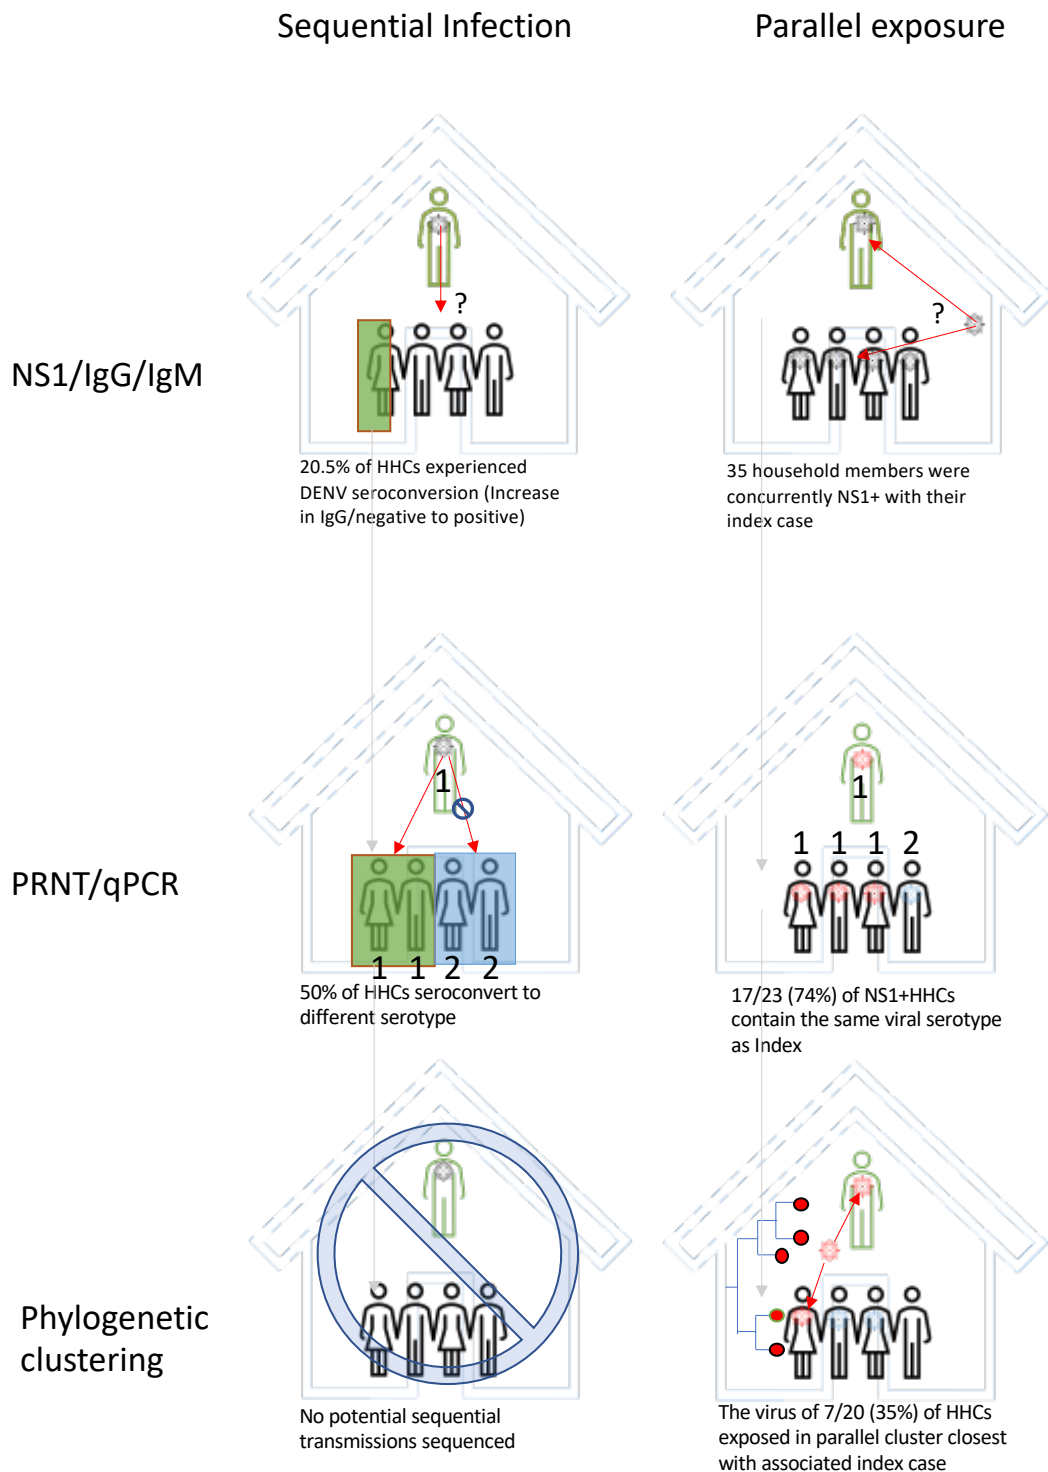 Sequential Infection
Parallel exposure
NS1/IgG/IgM
?
?
20.5% of HHCs experienced
DENV seroconversion (Increase
in IgG/negative to positive)
35 household members were
concurrently NS1+ with their
index case
PRNT/qPCR
1
1 1 2 2
50% of HHCs seroconvert to
different serotype
1
1 1 1 2
17/23 (74%) of NS1+HHCs
contain the same viral serotype
as Index
Phylogenetic
clustering
No potential sequential
transmissions sequenced
The virus of 7/20 (35%) of HHCs
exposed in parallel cluster closest
with associated index case